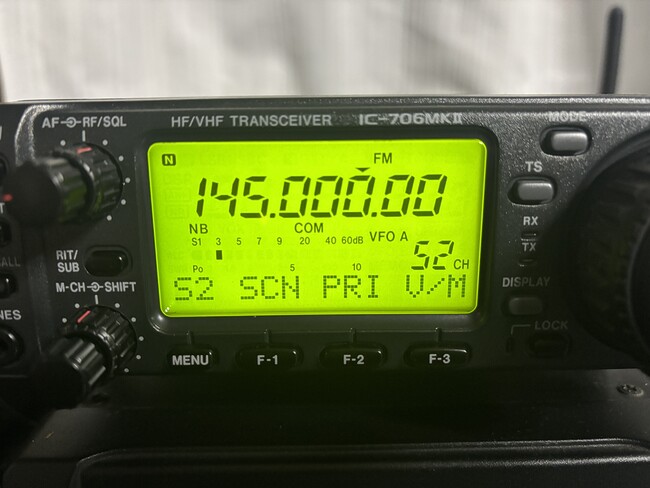 AF RF/SQL
HF/VHF TRANSCEIVER IC-706MKII
MODE
N FM
TS
145.000.00
NB COM
S1 3 5 7 9 20 40 60dB VFO A
RX
TX
52 CH
RIT/
SUB
Po 5 10
S2 SCN PRI V/M
DISPLAY
M-CH SHIFT
LOCK
MENU F-1 F-2 F-3